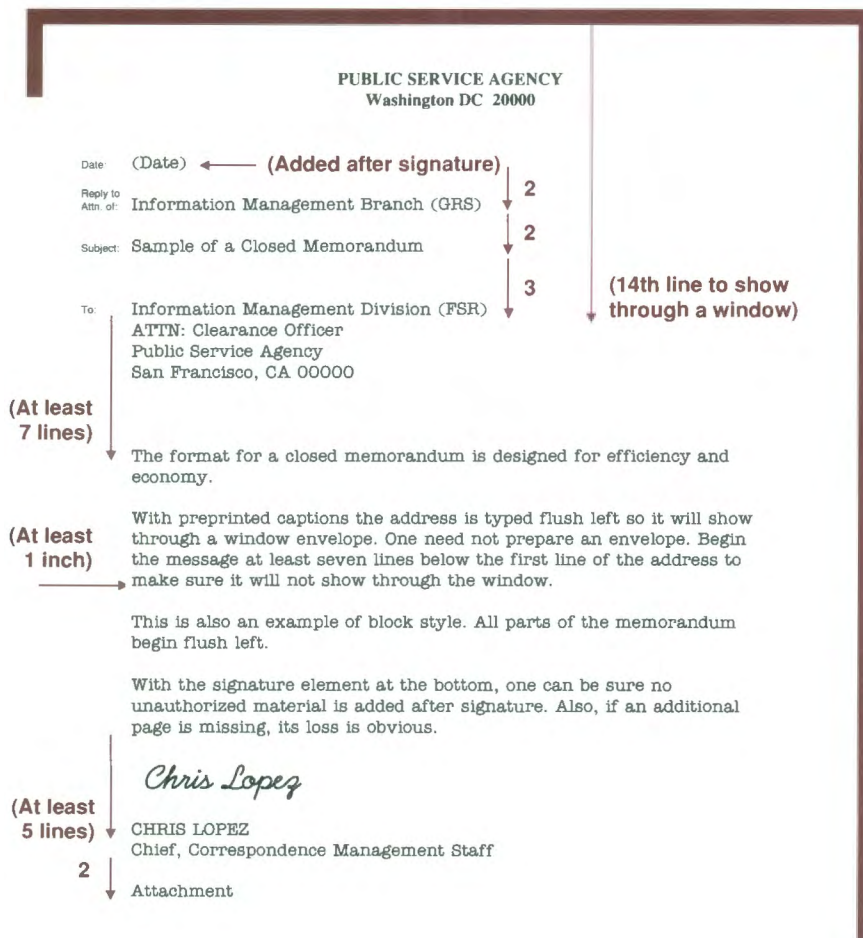 PUBLIC SERVICE AGENCY
Washington DC 20000
Date: (Date) (Added after signature)
2
Reply to
Attn. of: Information Management Branch (GRS)
2
Subject: Sample of a Closed Memorandum
3
(14th line to show
through a window)
To: Information Management Division (FSR)
ATTN: Clearance Officer
Public Service Agency
San Francisco, CA 00000
(At least
7 lines)
The format for a closed memorandum is designed for efficiency and
economy.
With preprinted captions the address is typed flush left so it will show
through a window envelope. One need not prepare an envelope. Begin
the message at least seven lines below the first line of the address to
make sure it will not show through the window.
(At least
1 inch)
This is also an example of block style. All parts of the memorandum
begin flush left.
With the signature element at the bottom, one can be sure no
unauthorized material is added after signature. Also, if an additional
page is missing, its loss is obvious.
Chris Lopez
(At least
5 lines)
CHRIS LOPEZ
Chief, Correspondence Management Staff
2
Attachment